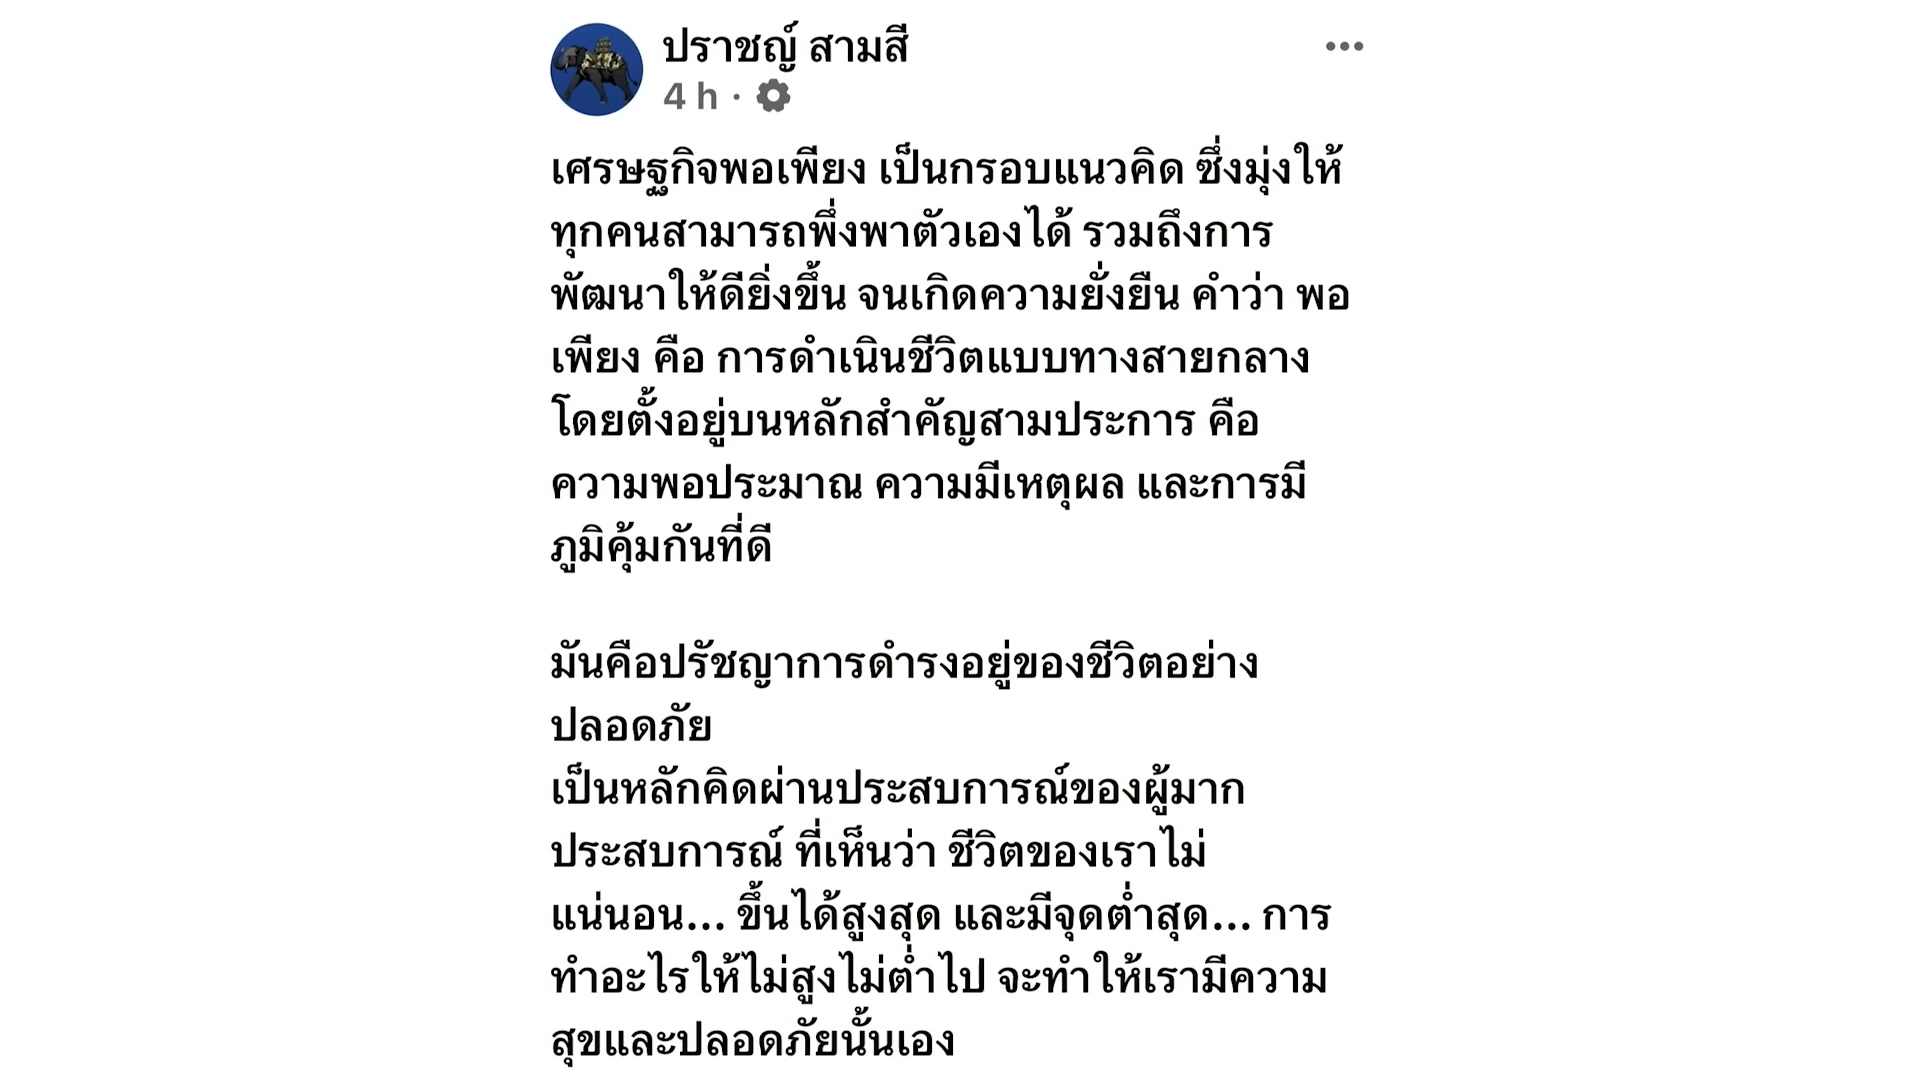 ปราชญ์ สามสี
4 h ·
เศรษฐกิจพอเพียง เป็นกรอบแนวคิด ซึ่งมุ่งให้
ทุกคนสามารถพึ่งพาตัวเองได้ รวมถึงการ
พัฒนาให้ดียิ่งขึ้น จนเกิดความยั่งยืน คำว่า พอ
เพียง คือ การดำเนินชีวิตแบบทางสายกลาง
โดยตั้งอยู่บนหลักสำคัญสามประการ คือ
ความพอประมาณ ความมีเหตุผล และการมี
ภูมิคุ้มกันที่ดี
มันคือปรัชญาการดำรงอยู่ของชีวิตอย่าง
ปลอดภัย
เป็นหลักคิดผ่านประสบการณ์ของผู้มาก
ประสบการณ์ ที่เห็นว่า ชีวิตของเราไม่
แน่นอน... ขึ้นได้สูงสุด และมีจุดต่ำสุด... การ
ทำอะไรให้ไม่สูงไม่ต่ำไป จะทำให้เรามีความ
สุขและปลอดภัยนั้นเอง